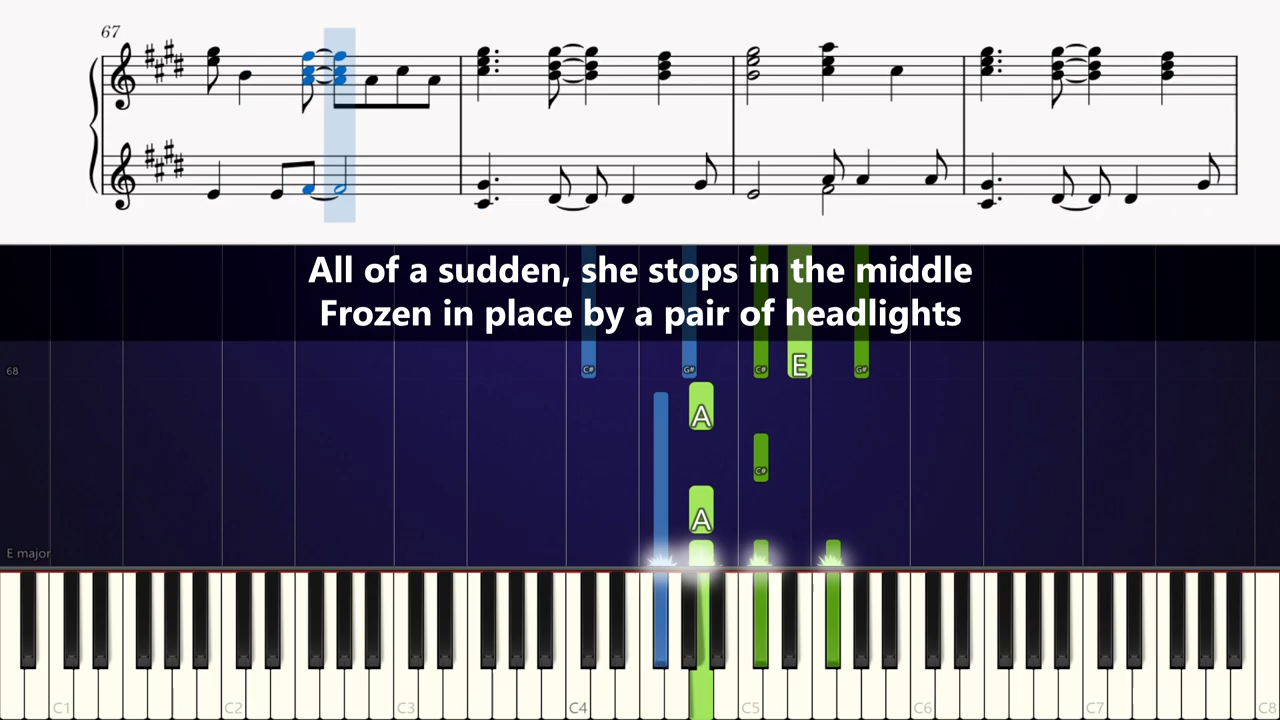 67
All of a sudden, she stops in the middle
Frozen in place by a pair of headlights
68
C# G# C# E G#
A
C#
A
E major
C1 C2 C3 C4 C5 C6 C7 C8